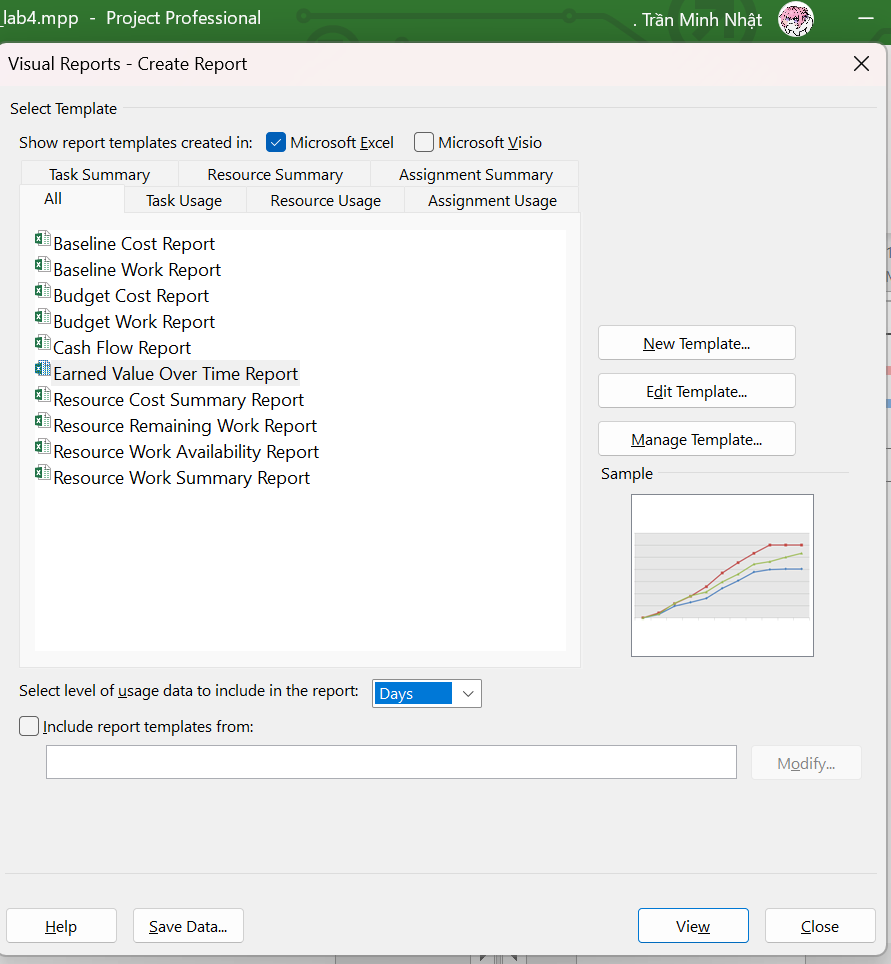 _lab4.mpp - Project Professional
. Trần Minh Nhật
Visual Reports - Create Report
Select Template
Show report templates created in: Microsoft Excel Microsoft Visio
Task Summary Resource Summary Assignment Summary
All Task Usage Resource Usage Assignment Usage
Baseline Cost Report
Baseline Work Report
Budget Cost Report
Budget Work Report
Cash Flow Report
Earned Value Over Time Report
Resource Cost Summary Report
Resource Remaining Work Report
Resource Work Availability Report
Resource Work Summary Report
New Template...
Edit Template...
Manage Template...
Sample
Select level of usage data to include in the report: Days
Include report templates from:
Modify...
Help Save Data... View Close